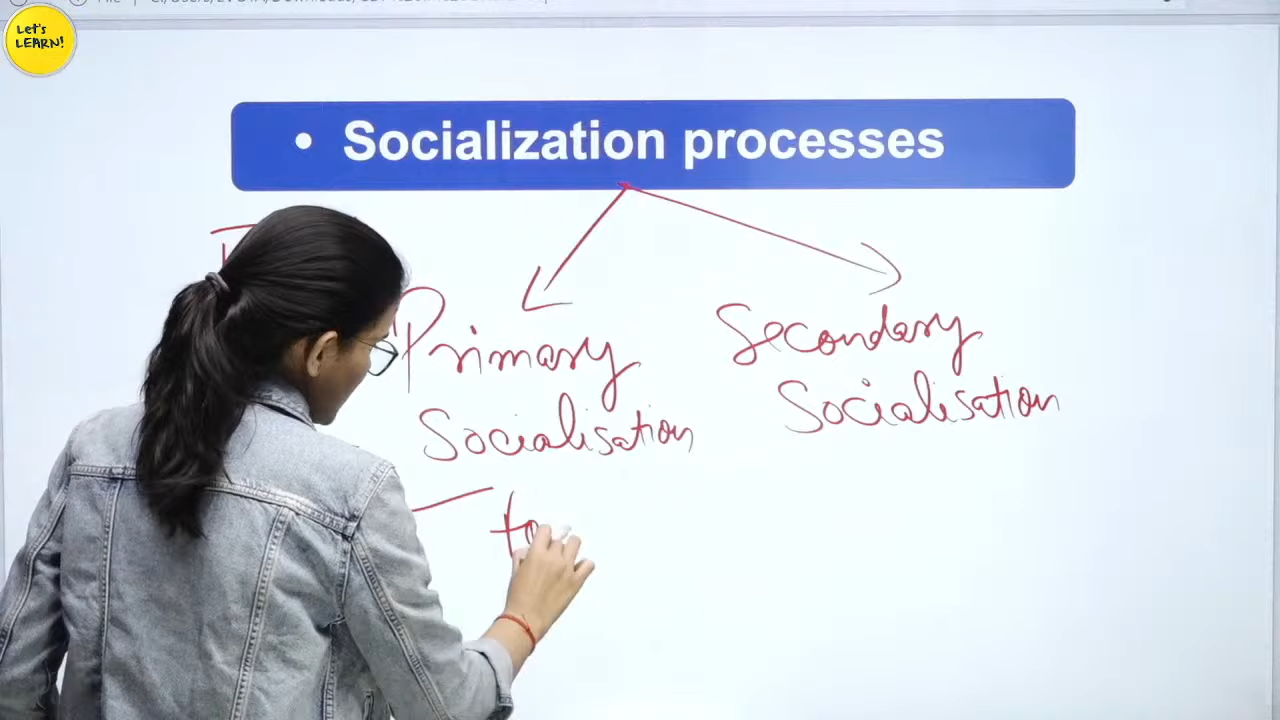 Let's
LEARN!
• Socialization processes
Primary
Socialisation
Secondary
Socialisation